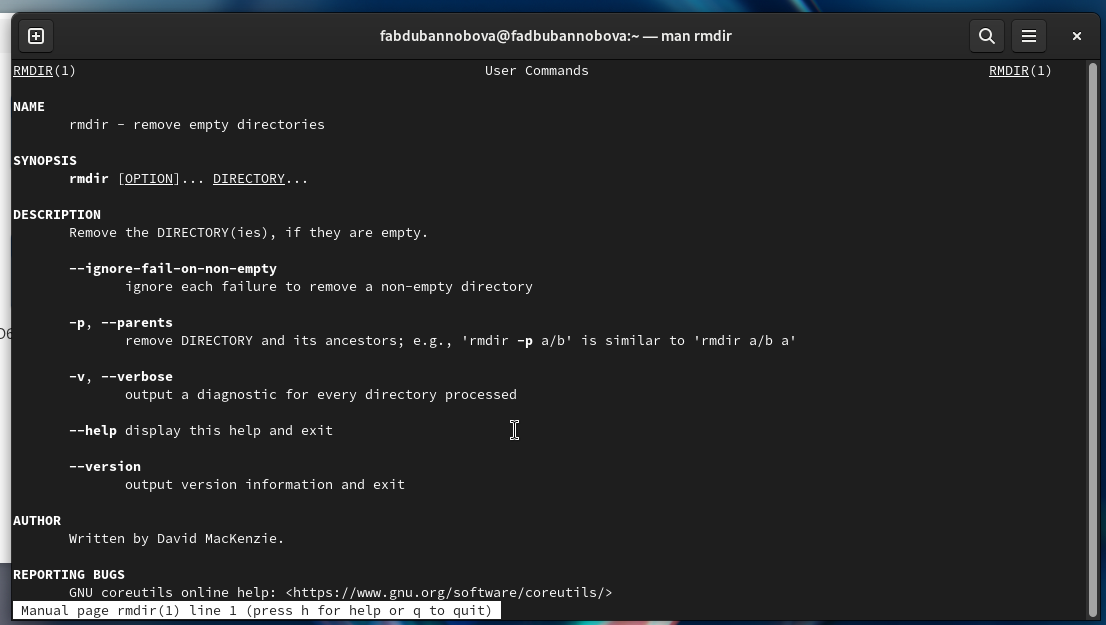 fabdubannobova@fadbubannobova:~ — man rmdir
RMDIR(1) User Commands RMDIR(1)
NAME
rmdir - remove empty directories
SYNOPSIS
rmdir [OPTION]... DIRECTORY...
DESCRIPTION
Remove the DIRECTORY(ies), if they are empty.
--ignore-fail-on-non-empty
ignore each failure to remove a non-empty directory
-p, --parents
remove DIRECTORY and its ancestors; e.g., 'rmdir -p a/b' is similar to 'rmdir a/b a'
-v, --verbose
output a diagnostic for every directory processed
--help display this help and exit
--version
output version information and exit
AUTHOR
Written by David MacKenzie.
REPORTING BUGS
GNU coreutils online help: <https://www.gnu.org/software/coreutils/>
Manual page rmdir(1) line 1 (press h for help or q to quit)